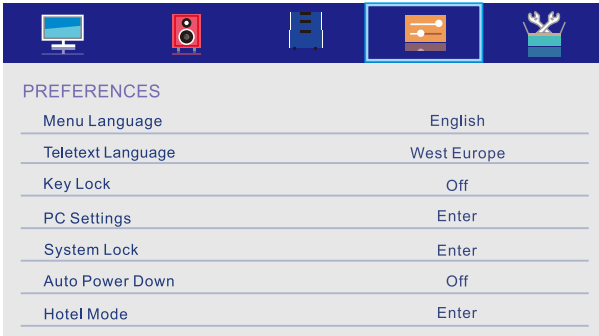 PREFERENCES
Menu Language English
Teletext Language West Europe
Key Lock Off
PC Settings Enter
System Lock Enter
Auto Power Down Off
Hotel Mode Enter